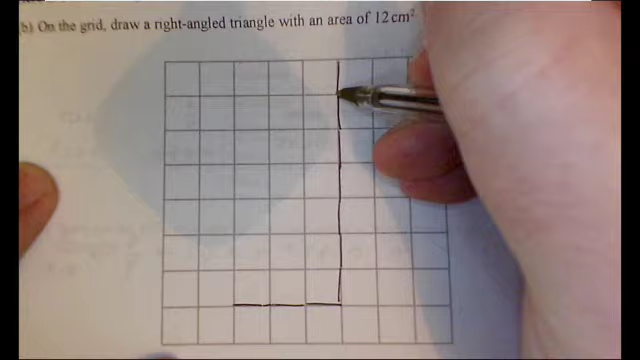 b) On the grid, draw a right-angled triangle with an area of 12 cm²